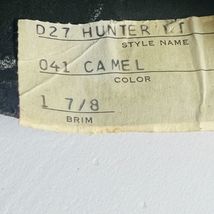 D27 HUNTER
STYLE NAME
041 CAMEL
COLOR
1 7/8
BRIM